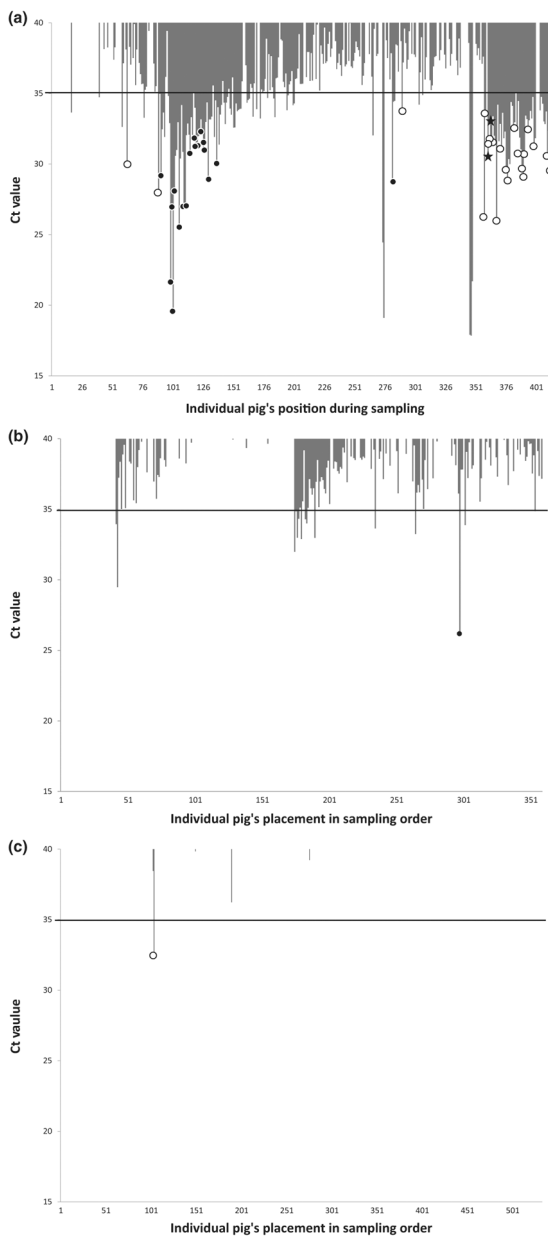 (a)
40
35
30
25
20
15
Ct value
1 26 51 76 101 126 151 176 201 226 251 276 301 326 351 376 401
Individual pig's position during sampling
(b)
40
35
30
25
20
15
Ct value
1 51 101 151 201 251 301 351
Individual pig's placement in sampling order
(c)
40
35
30
25
20
15
Ct vaulue
1 51 101 151 201 251 301 351 401 451 501
Individual pig's placement in sampling order